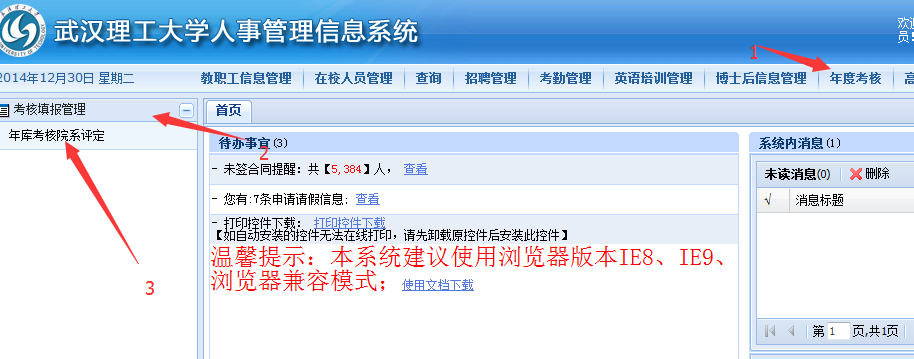 武汉理工大学人事管理信息系统
欢迎
员
1
2014年12月30日 星期二
教职工信息管理 在校人员管理 查询 招聘管理 考勤管理 英语培训管理 博士后信息管理 年度考核
考核填报管理
首页
年库考核院系评定
2
待办事宜(3)
系统内消息(1)
- 未签合同提醒：共【5,384】人， 查看
未读消息(0) 删除
- 您有:7条申请请假信息: 查看
√ 消息标题
- 打印控件下载： 打印控件下载
【如自动安装的控件无法在线打印，请先卸载原控件后安装此控件】
温馨提示：本系统建议使用浏览器版本IE8、IE9、
浏览器兼容模式； 使用文档下载
3
第 1 页,共1页